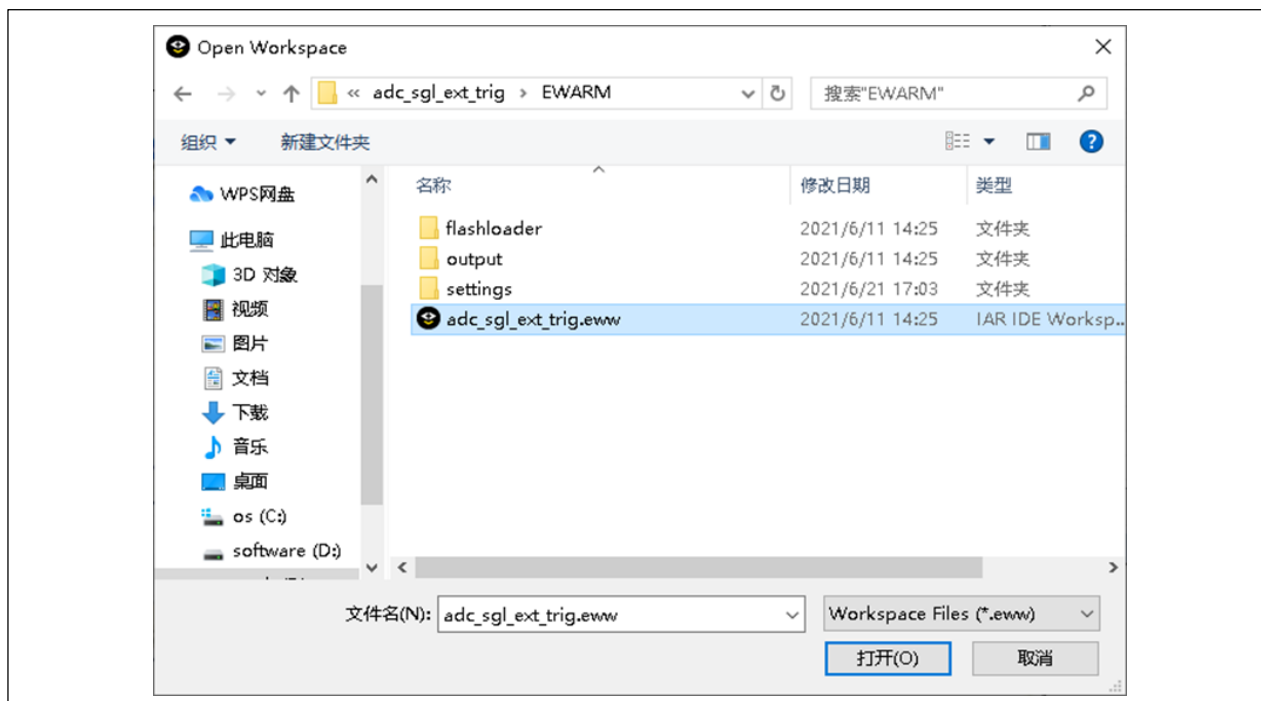 Open Workspace
« adc_sgl_ext_trig › EWARM
搜索"EWARM"
组织 新建文件夹
名称 修改日期 类型
WPS网盘
此电脑
3D 对象
视频
图片
文档
下载
音乐
桌面
os (C:)
software (D:)
flashloader 2021/6/11 14:25 文件夹
output 2021/6/11 14:25 文件夹
settings 2021/6/21 17:03 文件夹
adc_sgl_ext_trig.eww 2021/6/11 14:25 IAR IDE Worksp..
文件名(N): adc_sgl_ext_trig.eww Workspace Files (*.eww)
打开(O) 取消